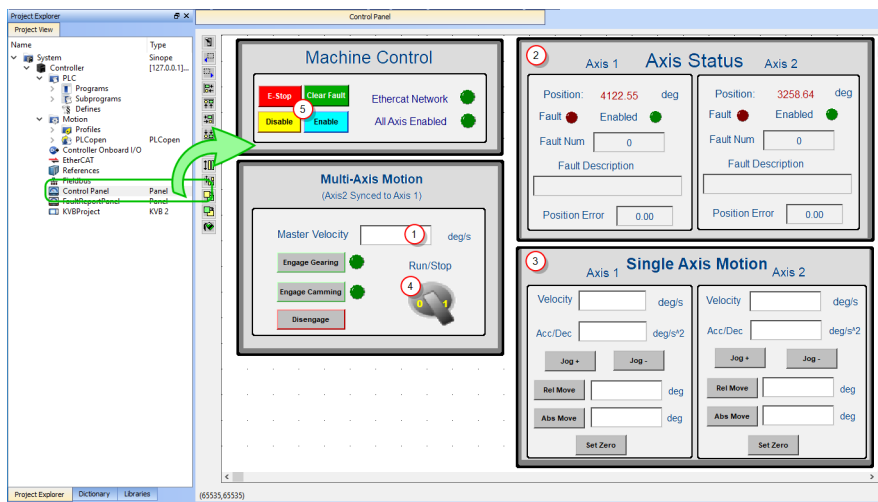 Project Explorer
Control Panel
Project View
Name Type
System Sinope
Controller [127.0.0.1]...
PLC
Programs
Subprograms
Defines
Motion
Profiles
PLCopen PLCopen
Controller Onboard I/O
EtherCAT
References
Fieldbus
Control Panel Panel
FaultReportPanel Panel
KVBProject KVB 2
Project Explorer Dictionary Libraries
(65535,65535)
Machine Control
E-Stop Clear Fault Ethercat Network
5
Disable Enable All Axis Enabled
Multi-Axis Motion
(Axis2 Synced to Axis 1)
Master Velocity 1 deg/s
Engage Gearing Run/Stop
4
Engage Camming 0 1
Disengage
2
Axis 1 Axis Status Axis 2
Position: 4122.55 deg
Fault Enabled
Fault Num 0
Fault Description
Position Error 0.00
Position: 3258.64 deg
Fault Enabled
Fault Num 0
Fault Description
Position Error 0.00
3
Axis 1 Single Axis Motion Axis 2
Velocity deg/s
Acc/Dec deg/s^2
Jog + Jog -
Rel Move deg
Abs Move deg
Set Zero
Velocity deg/s
Acc/Dec deg/s^2
Jog + Jog -
Rel Move deg
Abs Move deg
Set Zero